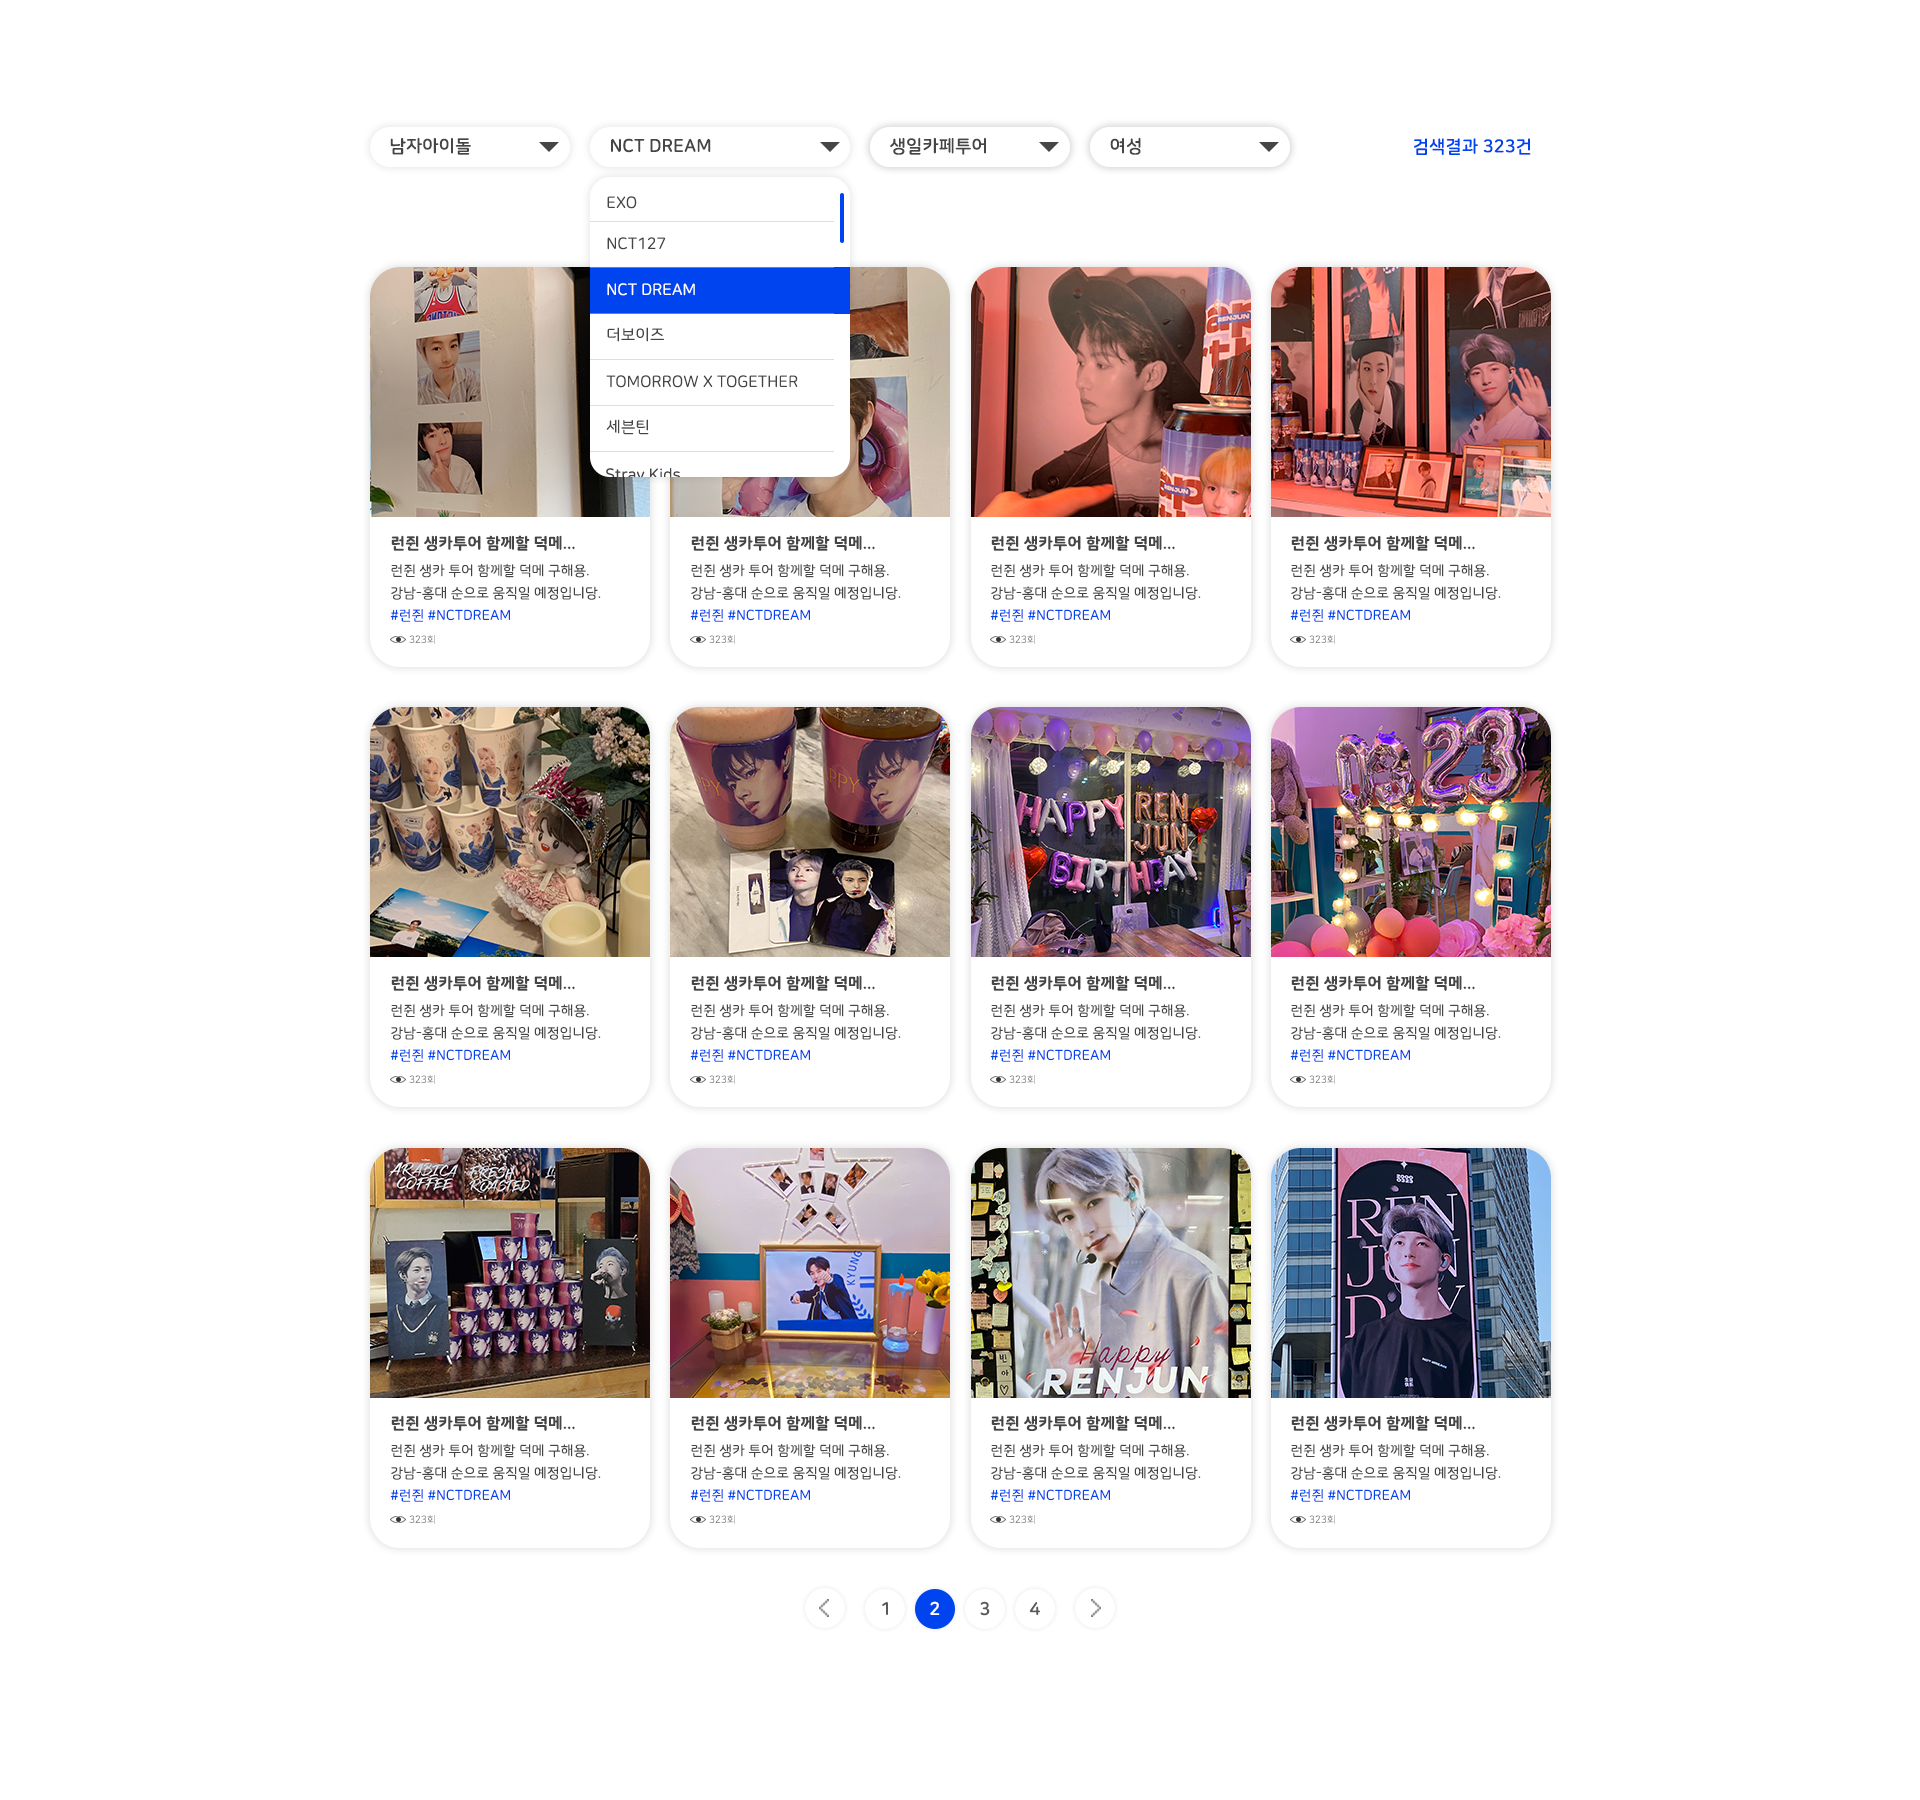 남자아이돌
NCT DREAM
생일카페투어
여성
검색결과 323건
EXO
NCT127
NCT DREAM
더보이즈
TOMORROW X TOGETHER
세븐틴
Stray Kids
RENJUN
RENJUN
런쥔 생카투어 함께할 덕메...
런쥔 생카 투어 함께할 덕메 구해용.
강남-홍대 순으로 움직일 예정입니당.
#런쥔 #NCTDREAM
323회
런쥔 생카투어 함께할 덕메...
런쥔 생카 투어 함께할 덕메 구해용.
강남-홍대 순으로 움직일 예정입니당.
#런쥔 #NCTDREAM
323회
런쥔 생카투어 함께할 덕메...
런쥔 생카 투어 함께할 덕메 구해용.
강남-홍대 순으로 움직일 예정입니당.
#런쥔 #NCTDREAM
323회
런쥔 생카투어 함께할 덕메...
런쥔 생카 투어 함께할 덕메 구해용.
강남-홍대 순으로 움직일 예정입니당.
#런쥔 #NCTDREAM
323회
HAPPY
REN
JUN
BIRTHDAY
0323
런쥔 생카투어 함께할 덕메...
런쥔 생카 투어 함께할 덕메 구해용.
강남-홍대 순으로 움직일 예정입니당.
#런쥔 #NCTDREAM
323회
런쥔 생카투어 함께할 덕메...
런쥔 생카 투어 함께할 덕메 구해용.
강남-홍대 순으로 움직일 예정입니당.
#런쥔 #NCTDREAM
323회
런쥔 생카투어 함께할 덕메...
런쥔 생카 투어 함께할 덕메 구해용.
강남-홍대 순으로 움직일 예정입니당.
#런쥔 #NCTDREAM
323회
런쥔 생카투어 함께할 덕메...
런쥔 생카 투어 함께할 덕메 구해용.
강남-홍대 순으로 움직일 예정입니당.
#런쥔 #NCTDREAM
323회
ARABICA
COFFEE
FRESH
ROASTED
KYUNG
Happy
RENJUN
REN
JUN
DAY
런쥔 생카투어 함께할 덕메...
런쥔 생카 투어 함께할 덕메 구해용.
강남-홍대 순으로 움직일 예정입니당.
#런쥔 #NCTDREAM
323회
런쥔 생카투어 함께할 덕메...
런쥔 생카 투어 함께할 덕메 구해용.
강남-홍대 순으로 움직일 예정입니당.
#런쥔 #NCTDREAM
323회
런쥔 생카투어 함께할 덕메...
런쥔 생카 투어 함께할 덕메 구해용.
강남-홍대 순으로 움직일 예정입니당.
#런쥔 #NCTDREAM
323회
런쥔 생카투어 함께할 덕메...
런쥔 생카 투어 함께할 덕메 구해용.
강남-홍대 순으로 움직일 예정입니당.
#런쥔 #NCTDREAM
323회
1 2 3 4